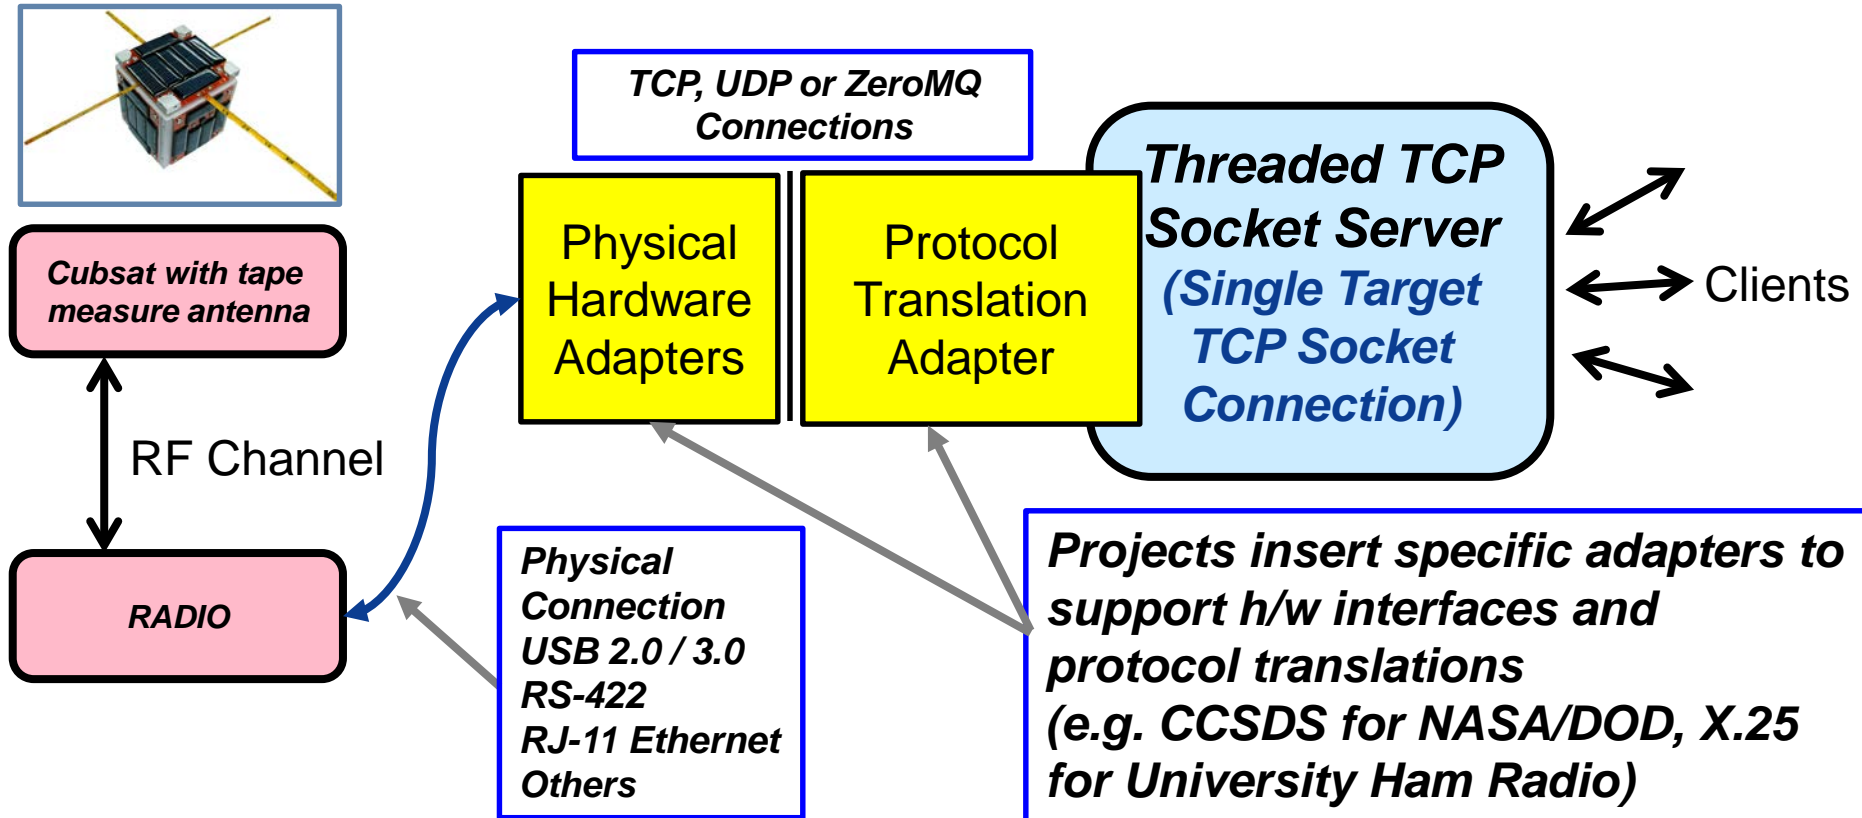 TCP, UDP or ZeroMQ
Connections
Cubsat with tape
measure antenna
RF Channel
RADIO
Physical
Hardware
Adapters
Protocol
Translation
Adapter
Threaded TCP
Socket Server
(Single Target
TCP Socket
Connection)
Clients
Physical
Connection
USB 2.0 / 3.0
RS-422
RJ-11 Ethernet
Others
Projects insert specific adapters to
support h/w interfaces and
protocol translations
(e.g. CCSDS for NASA/DOD, X.25
for University Ham Radio)